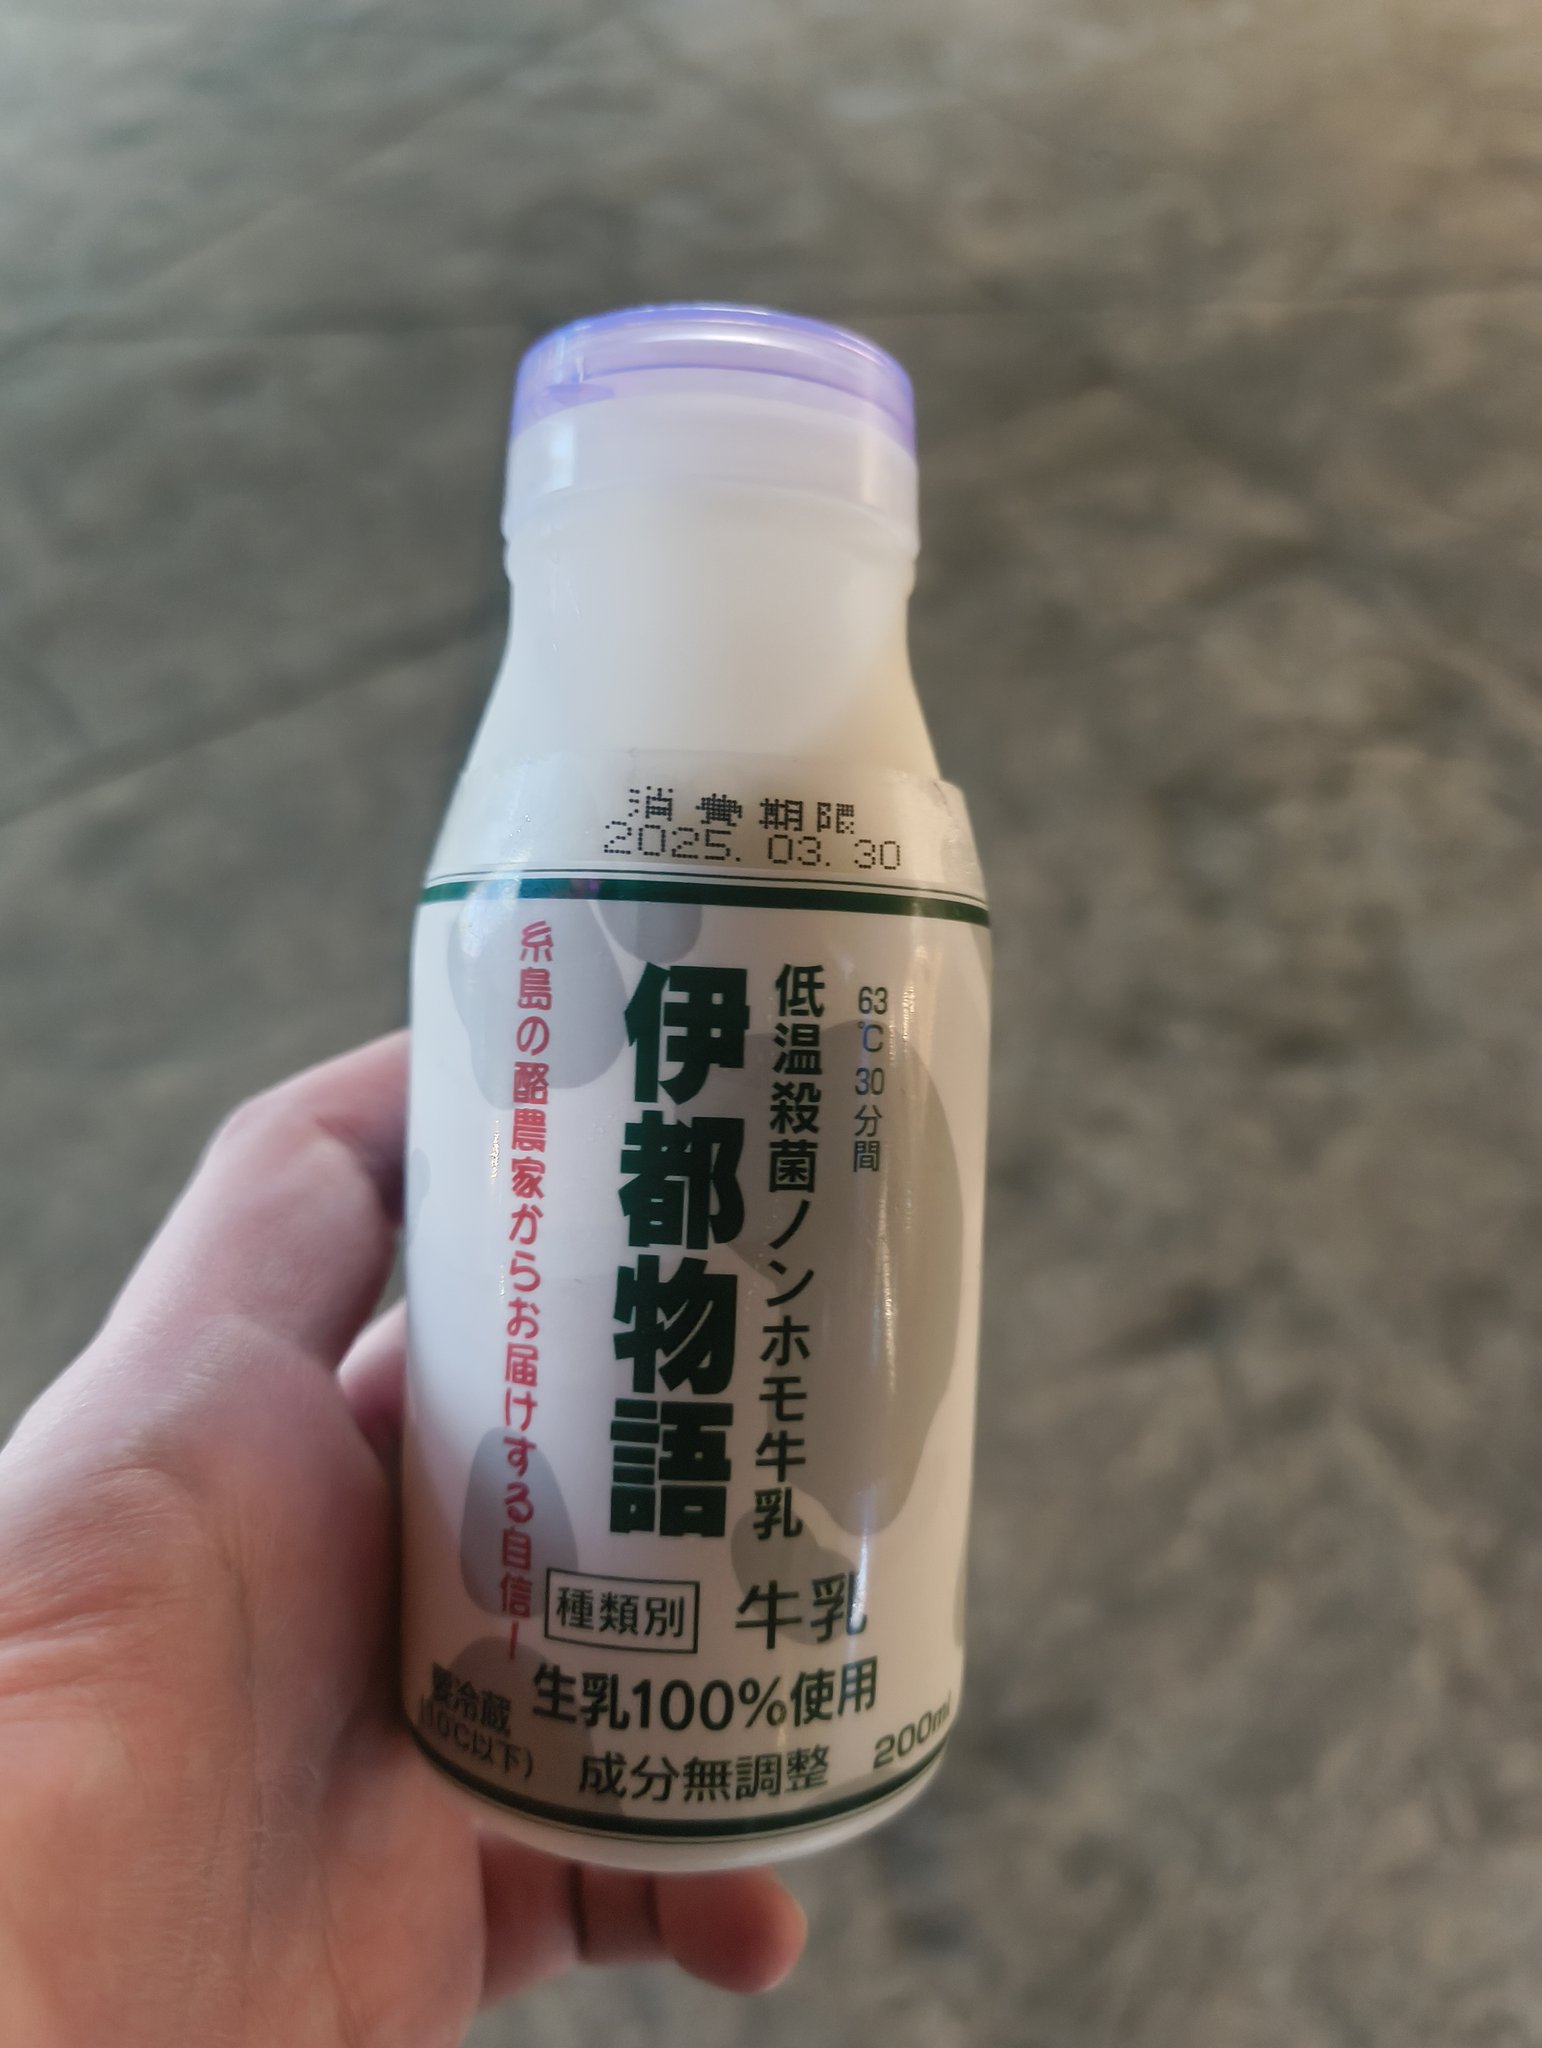 消費期限
2025.03.30
63℃30分間
低温殺菌ノンホモ牛乳
伊都物語
糸島の酪農家からお届けする自信ー
種類別 牛乳
生乳100%使用
成分無調整
200ml
要冷蔵
(10℃以下)